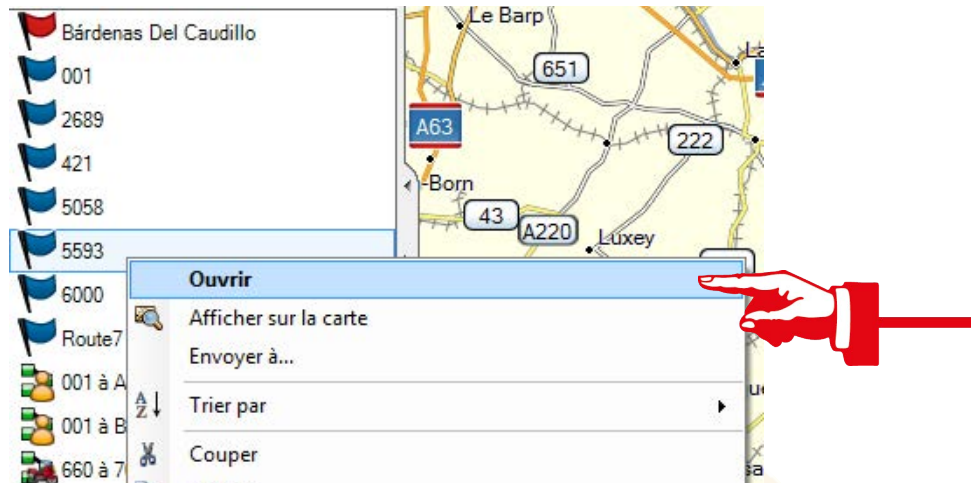 Bárdenas Del Caudillo
001
2689
421
5058
5593
6000
Route7
001 à A
001 à B
660 à 7
Ouvrir
Afficher sur la carte
Envoyer à...
A
Z
Trier par
Couper
Le Barp
651
A63
222
-Born
43
A220
Luxey